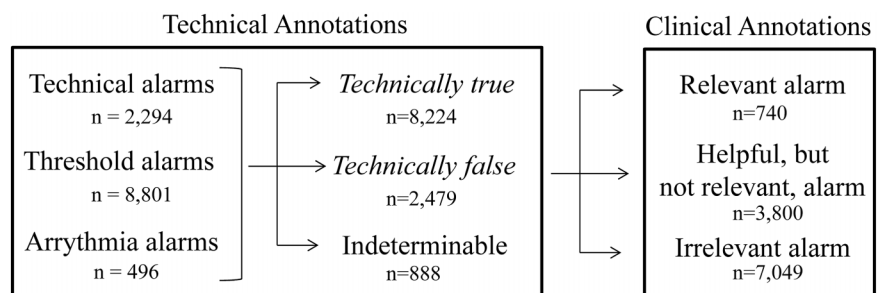 Technical Annotations
Clinical Annotations
Technical alarms
n = 2,294
Threshold alarms
n = 8,801
Arrythmia alarms
n = 496
Technically true
n=8,224
Technically false
n=2,479
Indeterminable
n=888
Relevant alarm
n=740
Helpful, but
not relevant, alarm
n=3,800
Irrelevant alarm
n=7,049